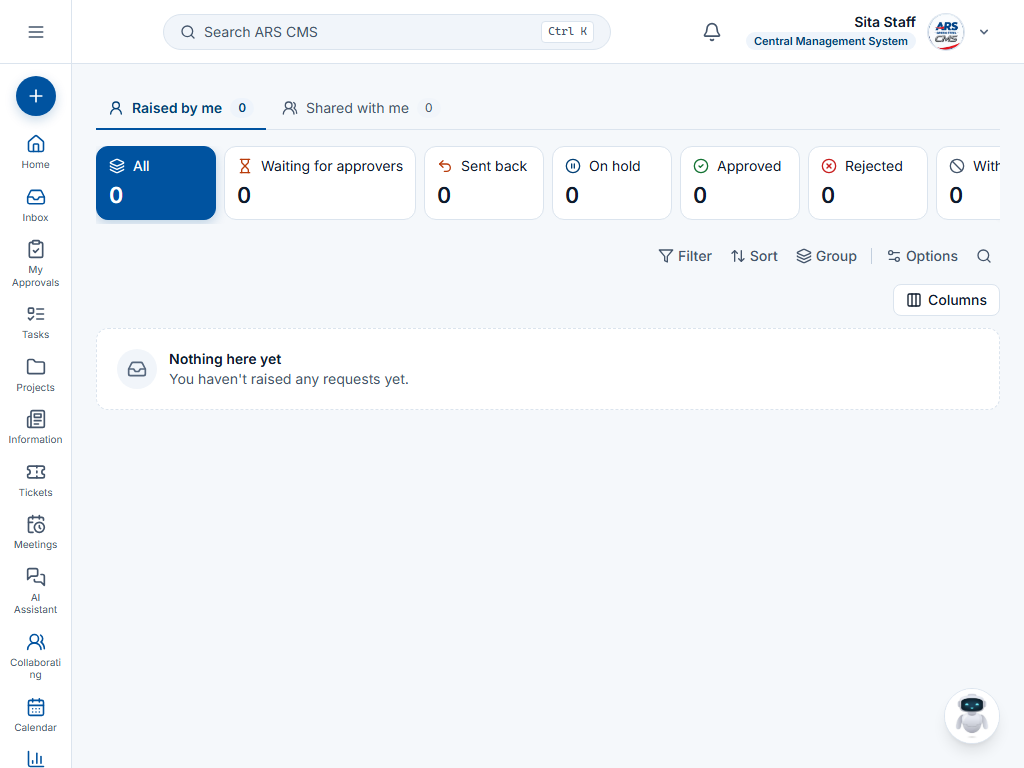 Search ARS CMS
Ctrl K
Sita Staff
Central Management System
ARS
CMS
Raised by me 0
Shared with me 0
All
0
Waiting for approvers
0
Sent back
0
On hold
0
Approved
0
Rejected
0
With
0
Filter
Sort
Group
Options
Columns
Nothing here yet
You haven't raised any requests yet.
Home
Inbox
My
Approvals
Tasks
Projects
Information
Tickets
Meetings
AI
Assistant
Collaborati
ng
Calendar